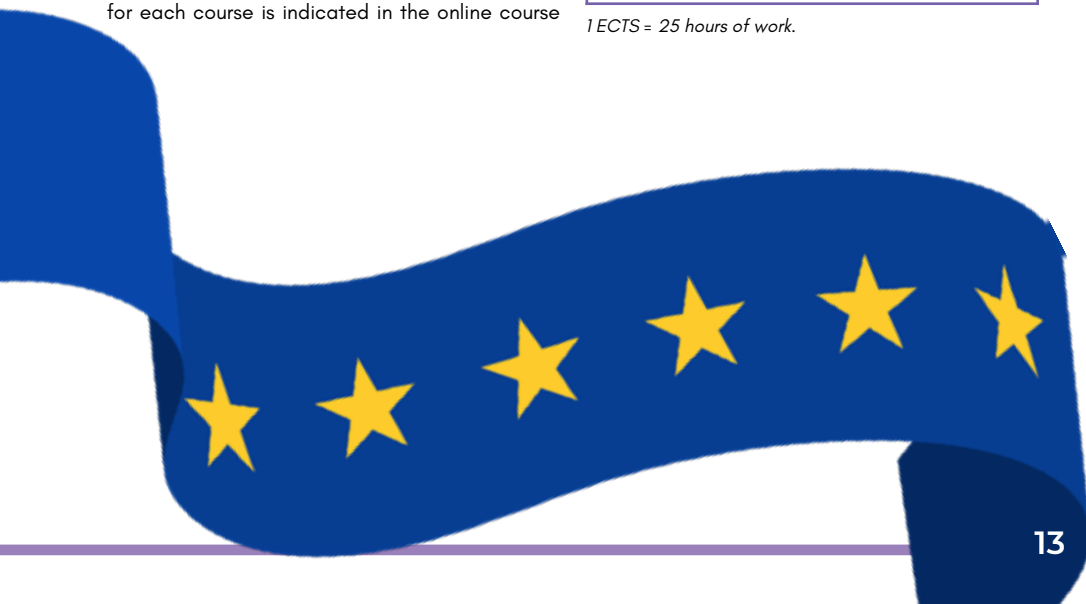 for each course is indicated in the online course
1 ECTS = 25 hours of work.
13